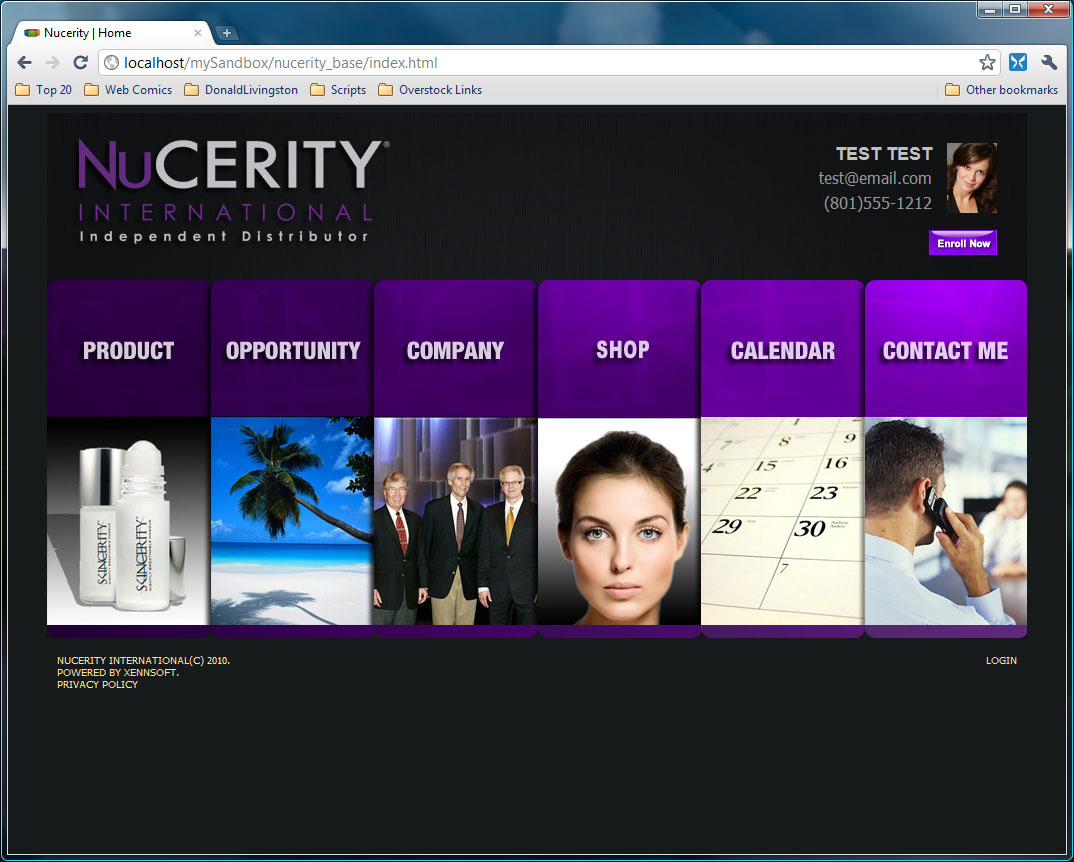 Nucerity | Home
localhost/mySandbox/nucerity_base/index.html
Top 20 Web Comics DonaldLivingston Scripts Overstock Links Other bookmarks
NUCERITY®
INTERNATIONAL
Independent Distributor
TEST TEST
test@email.com
(801)555-1212
Enroll Now
PRODUCT OPPORTUNITY COMPANY SHOP CALENDAR CONTACT ME
SKINCERITY
SKINCERITY
1
7 8 9
4 15 16
22 23
29 30
7
NUCERITY INTERNATIONAL(C) 2010.
POWERED BY XENNSOFT.
PRIVACY POLICY
LOGIN